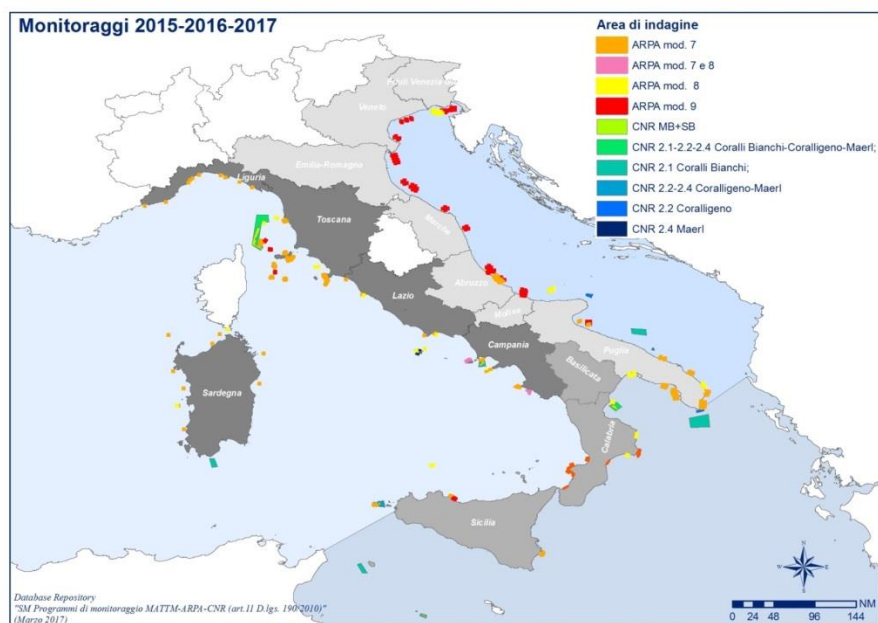 Monitoraggi 2015-2016-2017
Area di indagine
ARPA mod. 7
ARPA mod. 7 e 8
ARPA mod. 8
ARPA mod. 9
CNR MB+SB
CNR 2.1-2.2-2.4 Coralli Bianchi-Coralligeno-Maerl;
CNR 2.1 Coralli Bianchi;
CNR 2.2-2.4 Coralligeno-Maerl
CNR 2.2 Coralligeno
CNR 2.4 Maerl
Friuli Venezia
Veneto
Emilia-Romagna
Liguria
Toscana
Marche
Abruzzo
Lazio
Molise
Campania
Puglia
Basilicata
Sardegna
Calabria
Sicilia
N
S
Database Repository
"SM Programmi di monitoraggio MATTM-ARPA+CNR (art.11 D.lgs. 190/2010)"
(Marzo 2017)
NM
0 24 48 96 144